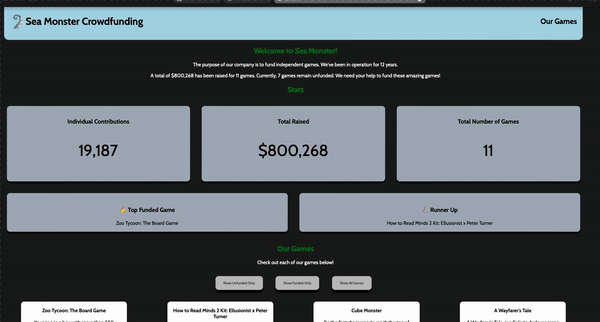 Sea Monster Crowdfunding
Our Games
Welcome to Sea Monster!
The purpose of our company is to fund independent games. We've been in operation for 12 years.
A total of $800,268 has been raised for 11 games. Currently, 7 games remain unfunded. We need your help to fund these amazing games!
Stats
Individual Contributions
19,187
Total Raised
$800,268
Total Number of Games
11
Top Funded Game
Zoo Tycoon: The Board Game
Runner Up
How to Read Minds 2 Kit: Ellusionist x Peter Turner
Our Games
Check out each of our games below!
Show Unfunded Only
Show Funded Only
Show All Games
Zoo Tycoon: The Board Game
How to Read Minds 2 Kit: Ellusionist x Peter
Turner
Cube Monster
A Wayfarer's Tale